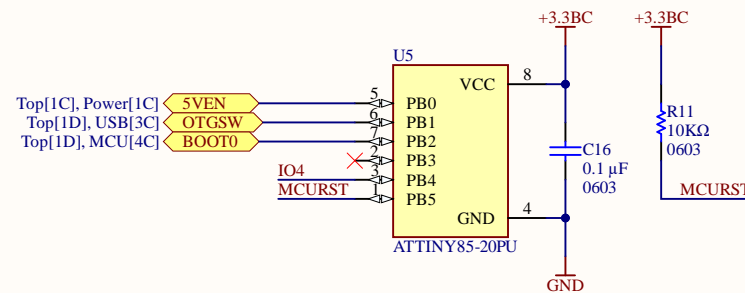 +3.3BC
+3.3BC
U5
VCC
8
Top[1C], Power[1C]
5VEN
5
PB0
Top[1D], USB[3C]
OTGSW
6
PB1
Top[1D], MCU[4C]
BOOT0
7
PB2
2
PB3
IO4
3
PB4
MCURST
1
PB5
GND
4
ATTINY85-20PU
C16
0.1 µF
0603
GND
R11
10KΩ
0603
MCURST